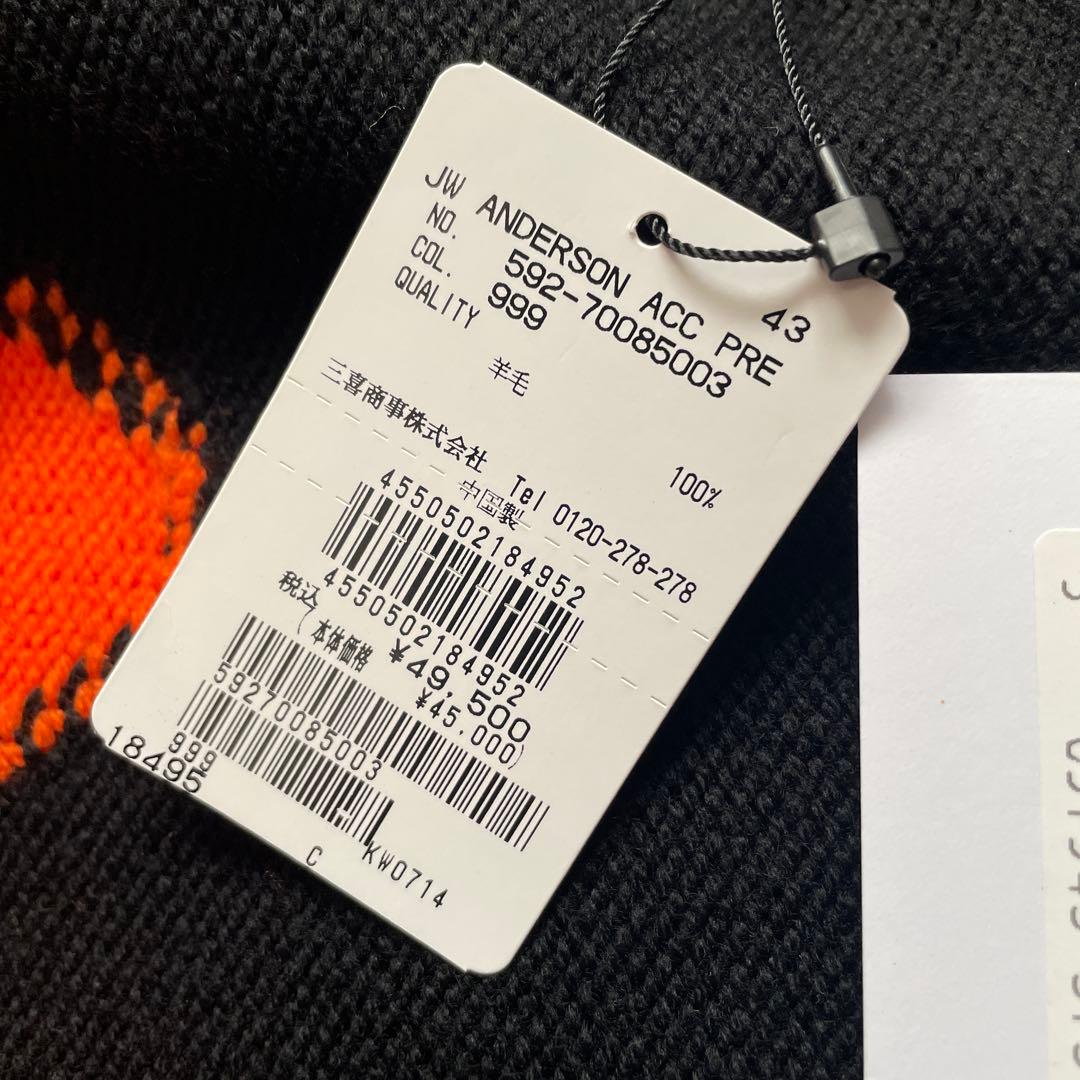 43
JW ANDERSON ACC PRE
NO. 592-70085003
COL. 999
QUALITY
羊毛 100%
三喜商事株式会社 Tel 0120-278-278
中国製
4550502184952
4550502184952
税込 ¥49,500
(本体価格 ¥45,000)
59270085003
999
18495
C KW0714